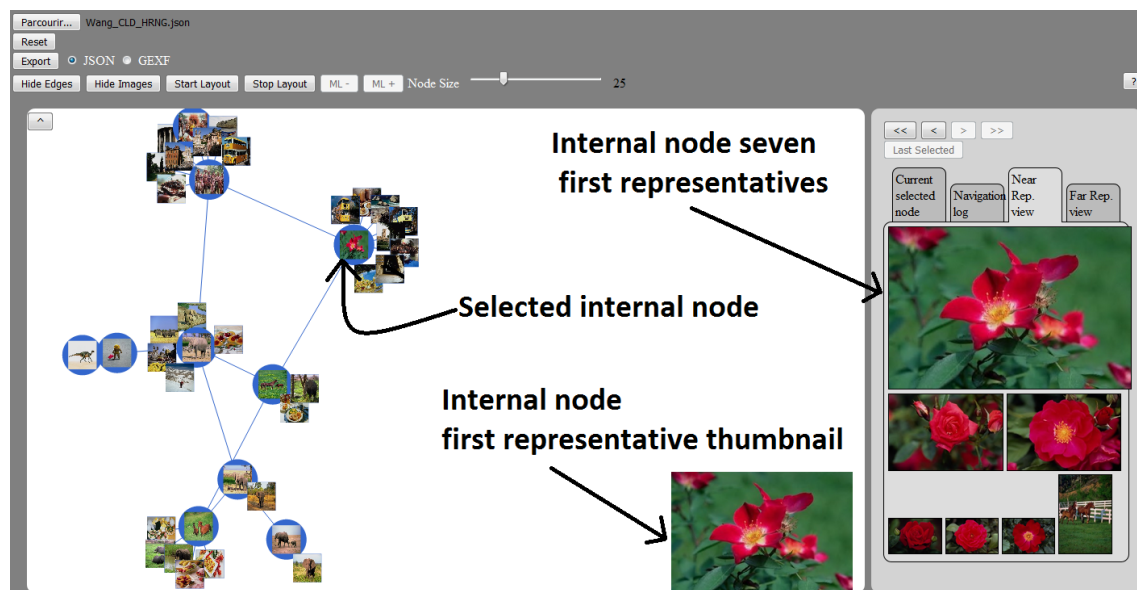 Parcourir... Wang_CLD_HRNG.json
Reset
Export JSON GEXF
Hide Edges Hide Images Start Layout Stop Layout ML - ML + Node Size 25 ?
^
Internal node seven
first representatives
<< < > >>
Last Selected
Current
selected
node
Navigation
log
Near
Rep.
view
Far Rep.
view
Selected internal node
Internal node
first representative thumbnail